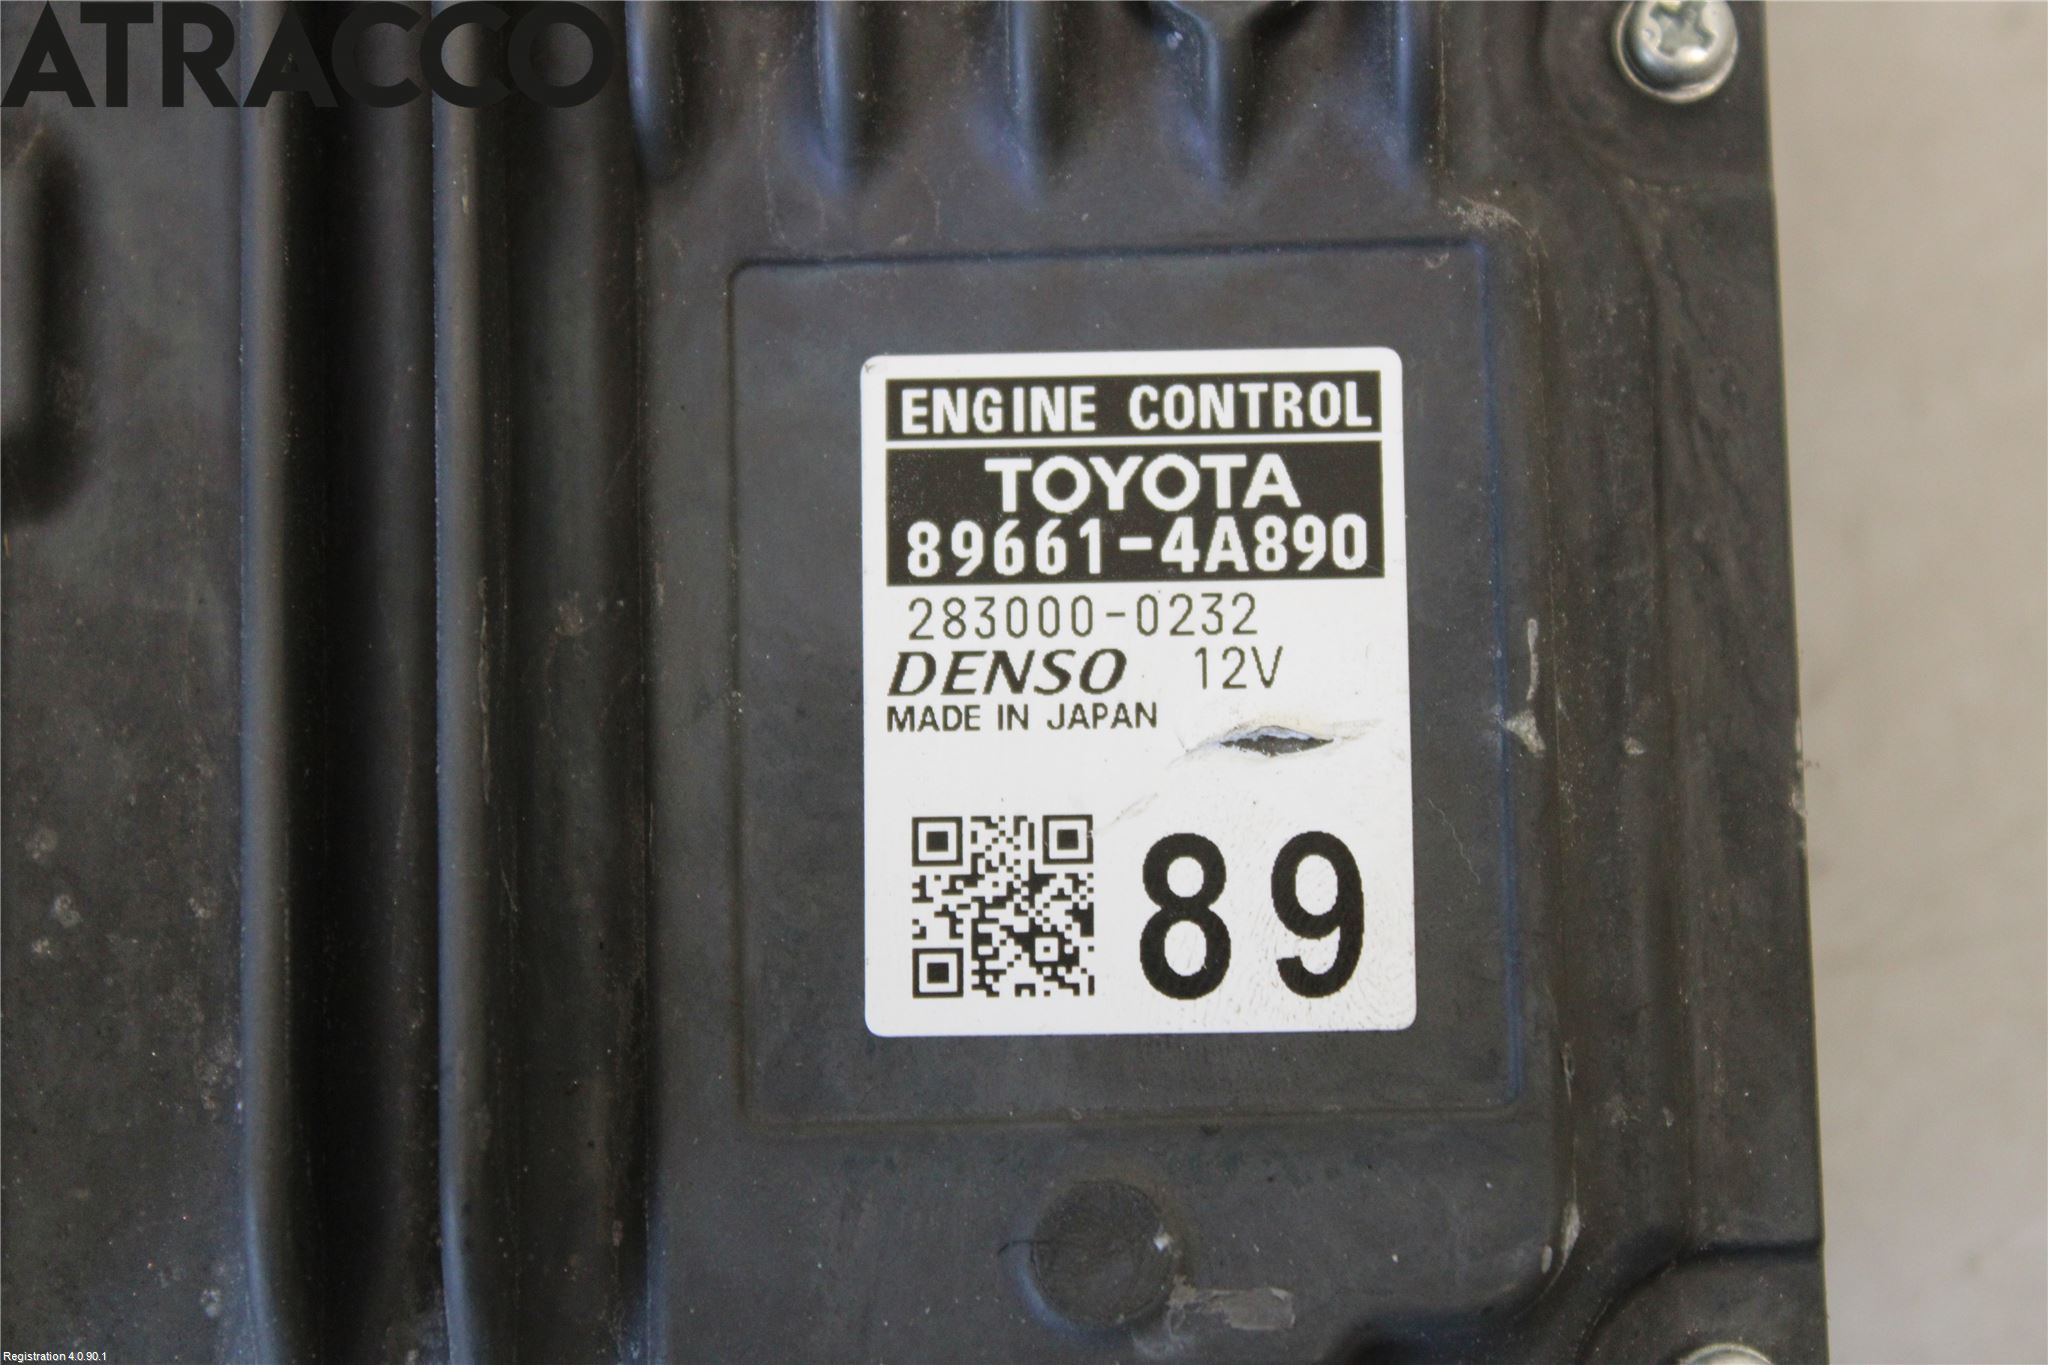 ATRACCO
ENGINE CONTROL
TOYOTA
89661-4A890
283000-0232
DENSO 12V
MADE IN JAPAN
89
Registration 4.0.90.1